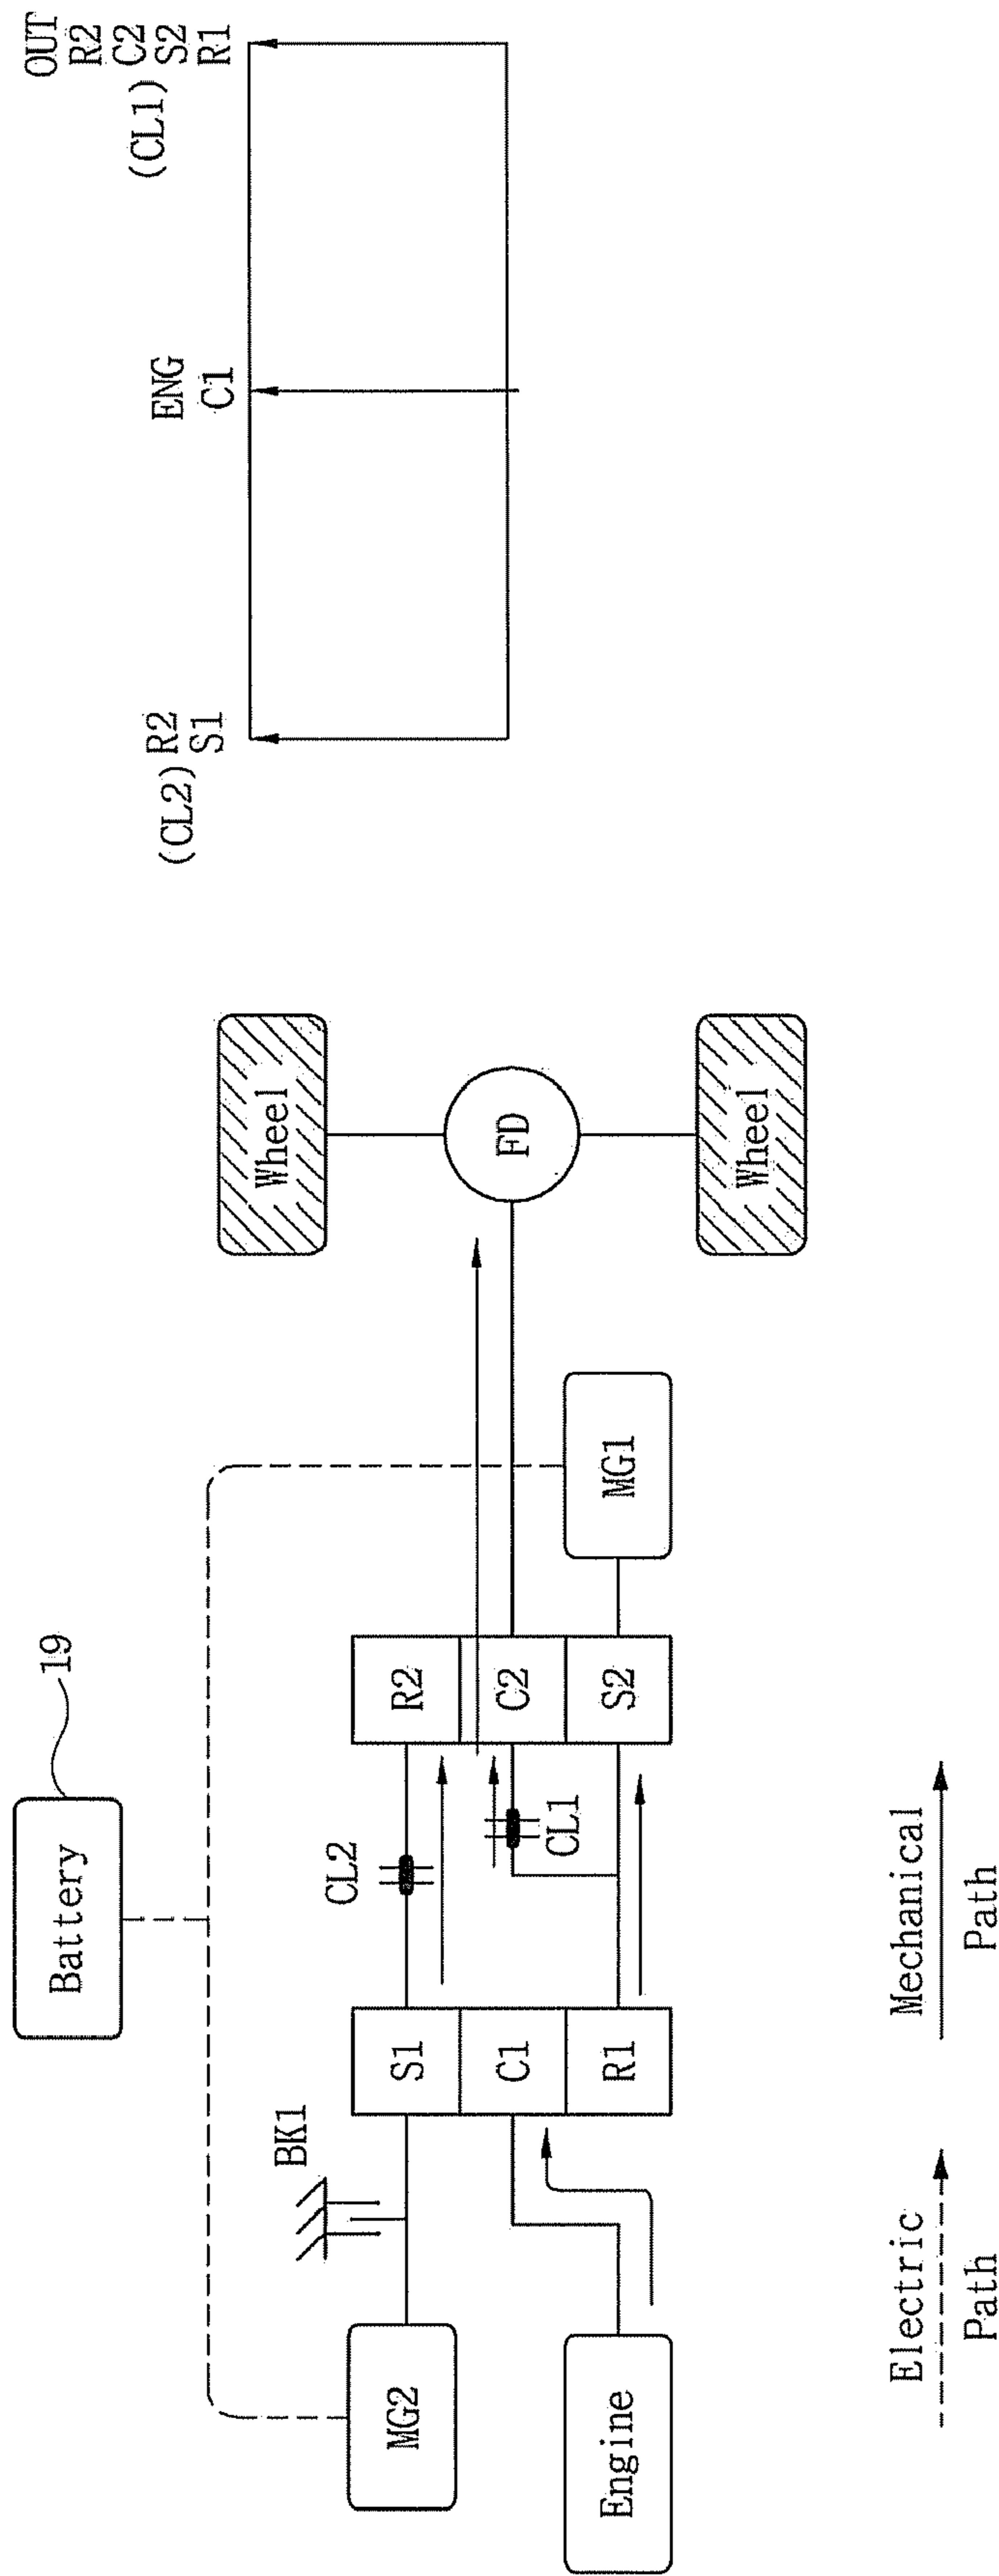 Battery
19
MG2
BK1
S1
C1
R1
Engine
CL2
CL1
R2
C2
S2
MG1
FD
Wheel
Wheel
Electric
Path
Mechanical
Path
(CL2)
R2
S1
ENG
C1
OUT
R2
(CL1)
C2
S2
R1